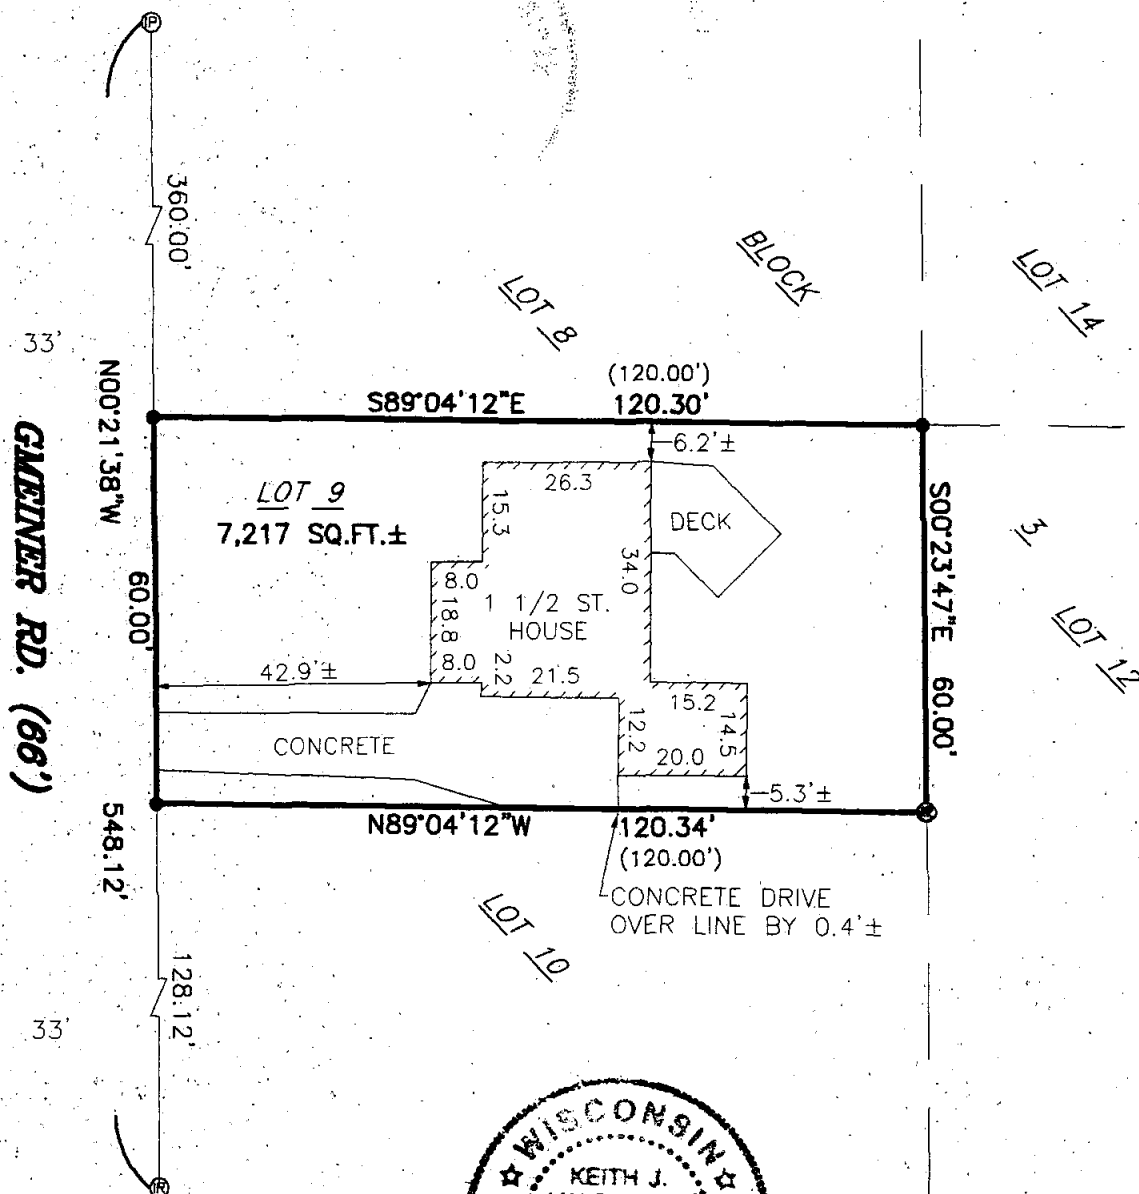 IP
360.00'
BLOCK
LOT 14
LOT 8
33'
(120.00')
S89°04'12"E 120.30'
6.2'±
N00°21'38"W 60.00'
GMEINER RD. (66')
LOT 9
7,217 SQ.FT.±
26.3
15.3
DECK
34.0
S00°23'47"E 60.00'
3
8.0
18.8
1 1/2 ST.
HOUSE
LOT 12
8.0
2.2
21.5
42.9'±
15.2
14.5
12.2
20.0
CONCRETE
5.3'±
N89°04'12"W 120.34'
(120.00')
548.12'
CONCRETE DRIVE
OVER LINE BY 0.4'±
LOT 10
128.12'
33'
WISCONSIN
KEITH J.
IR